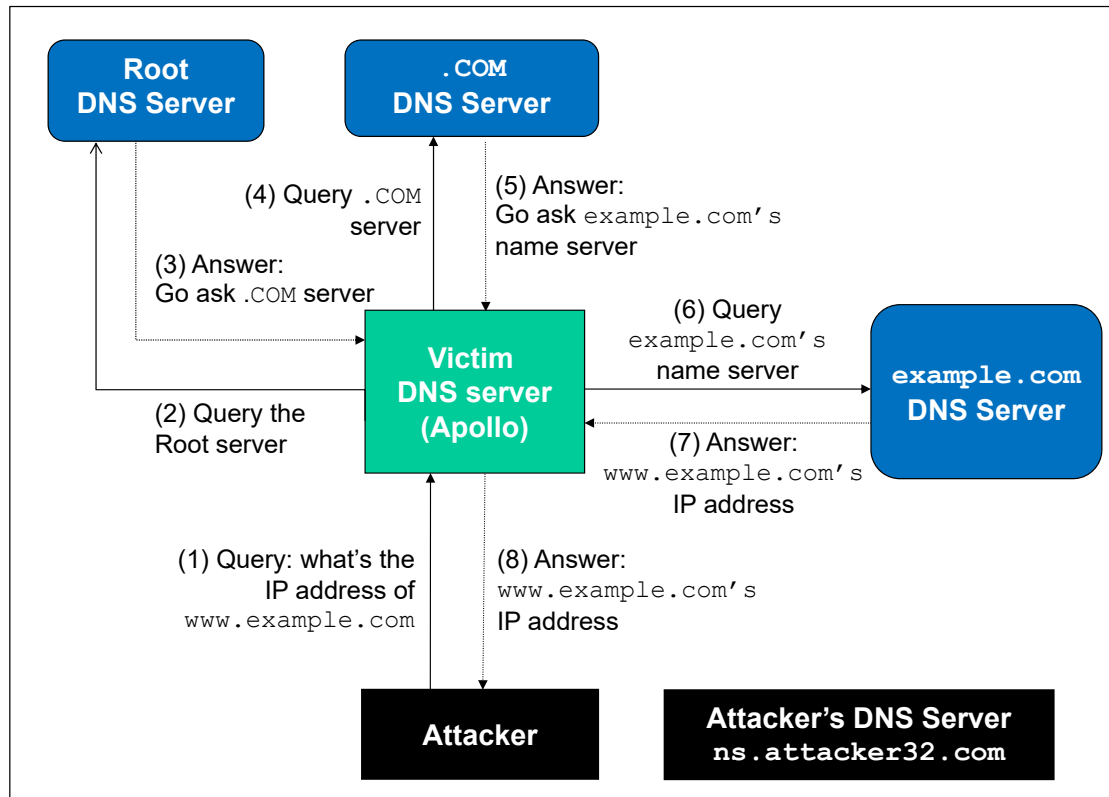 Root
DNS Server
.COM
DNS Server
(4) Query .COM
server
(5) Answer:
Go ask example.com’s
name server
(3) Answer:
Go ask .COM server
(6) Query
example.com’s
name server
Victim
DNS server
(Apollo)
example.com
DNS Server
(2) Query the
Root server
(7) Answer:
www.example.com’s
IP address
(1) Query: what’s the
IP address of
www.example.com
(8) Answer:
www.example.com’s
IP address
Attacker
Attacker’s DNS Server
ns.attacker32.com